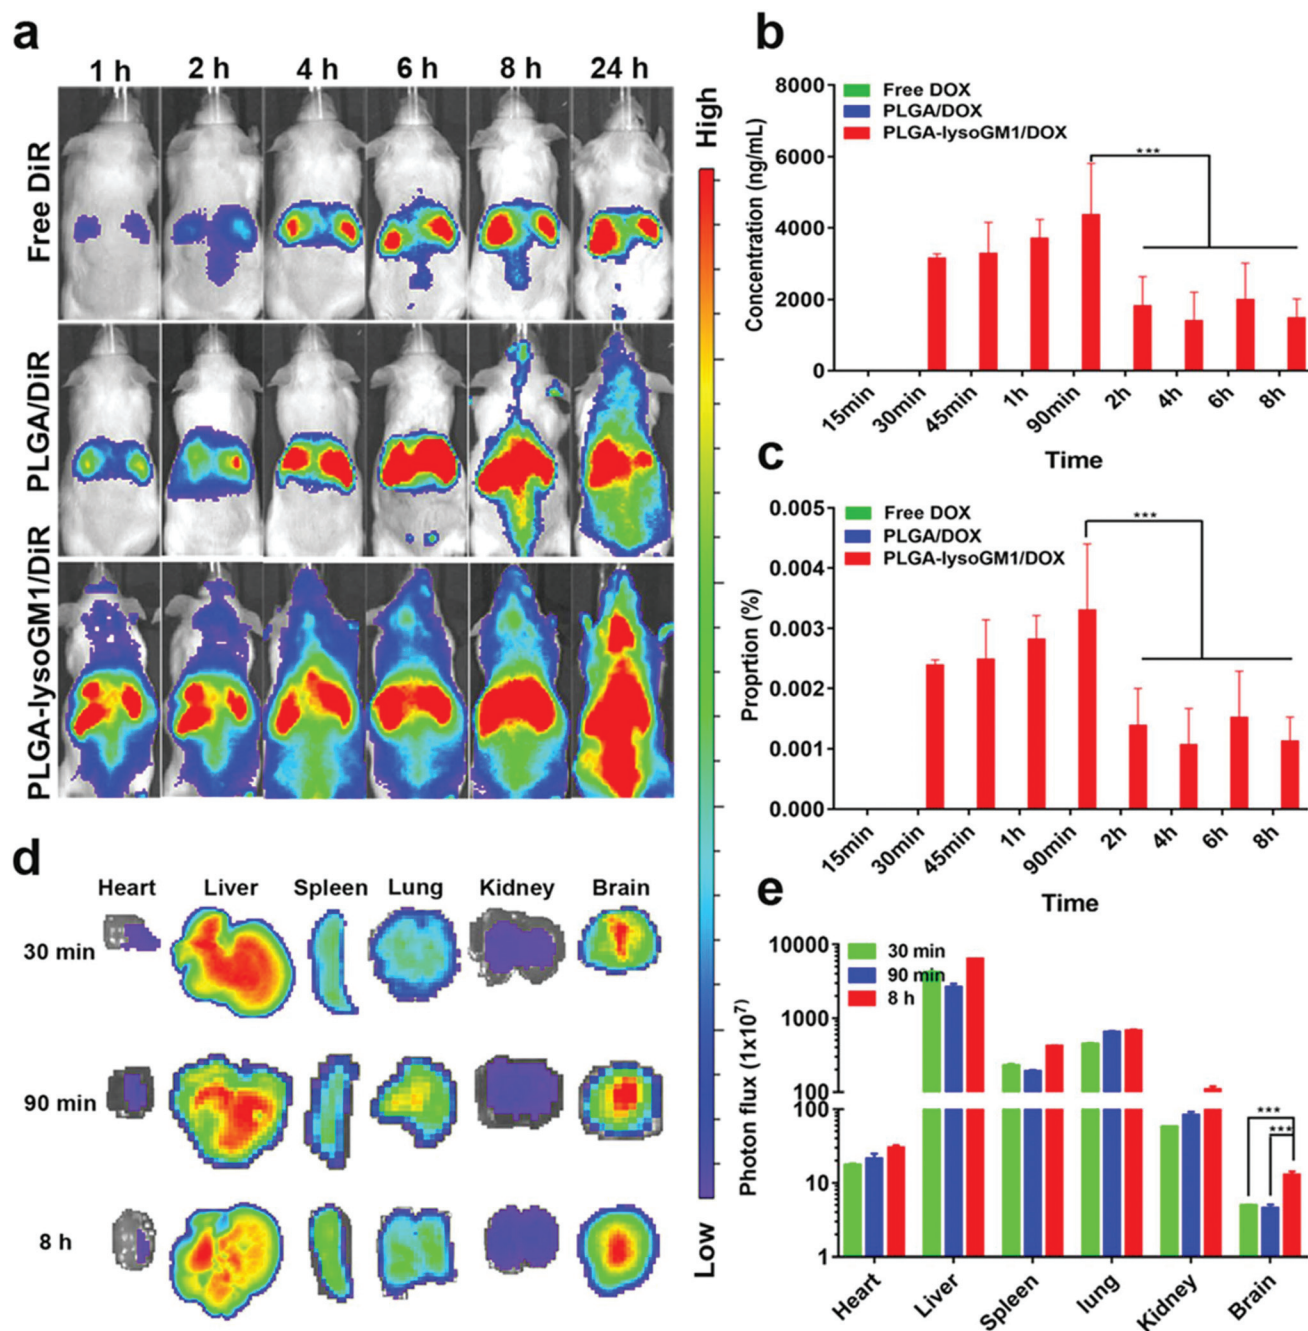 a
1 h 2 h 4 h 6 h 8 h 24 h
Free DiR
PLGA/DiR
PLGA-lysoGM1/DiR
High
Low
b
Free DOX
PLGA/DOX
PLGA-lysoGM1/DOX
Concentration (ng/mL)
8000
6000
4000
2000
0
***
15min 30min 45min 1h 90min 2h 4h 6h 8h
Time
c
Free DOX
PLGA/DOX
PLGA-lysoGM1/DOX
Proprtion (%)
0.005
0.004
0.003
0.002
0.001
0.000
***
15min 30min 45min 1h 90min 2h 4h 6h 8h
Time
d
Heart Liver Spleen Lung Kidney Brain
30 min
90 min
8 h
e
30 min
90 min
8 h
Photon flux (1x10⁷)
10000
1000
100
100
10
1
***
***
Heart Liver Spleen lung Kidney Brain